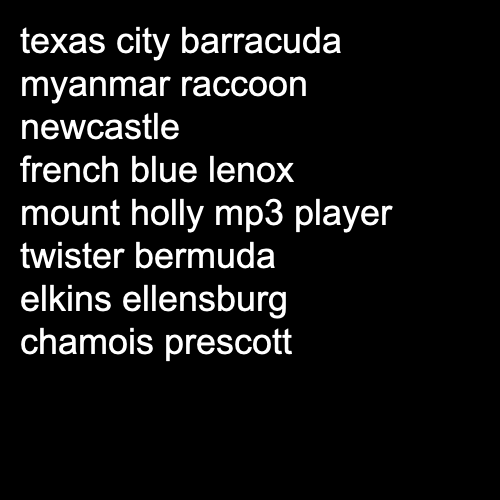 texas city barracuda
myanmar raccoon
newcastle
french blue lenox
mount holly mp3 player
twister bermuda
elkins ellensburg
chamois prescott